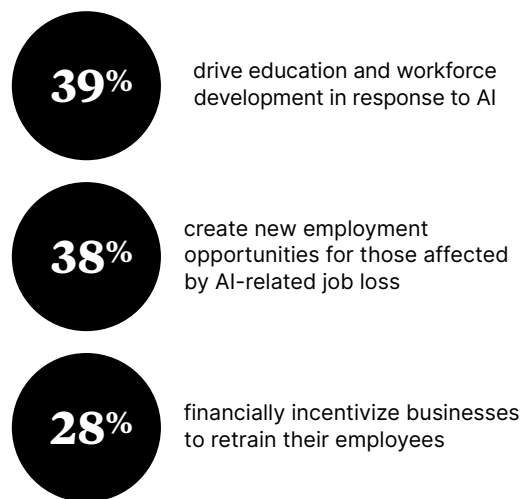 39%
drive education and workforce
development in response to AI
38%
create new employment
opportunities for those affected
by AI-related job loss
28%
financially incentivize businesses
to retrain their employees